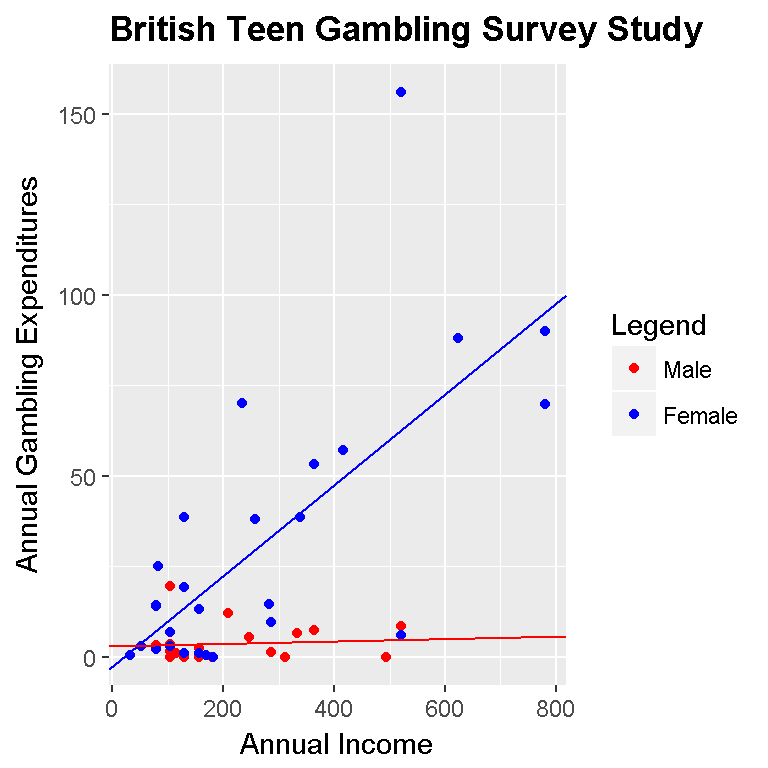 British Teen Gambling Survey Study
Annual Gambling Expenditures
150
100
50
0
0 200 400 600 800
Annual Income
Legend
Male
Female